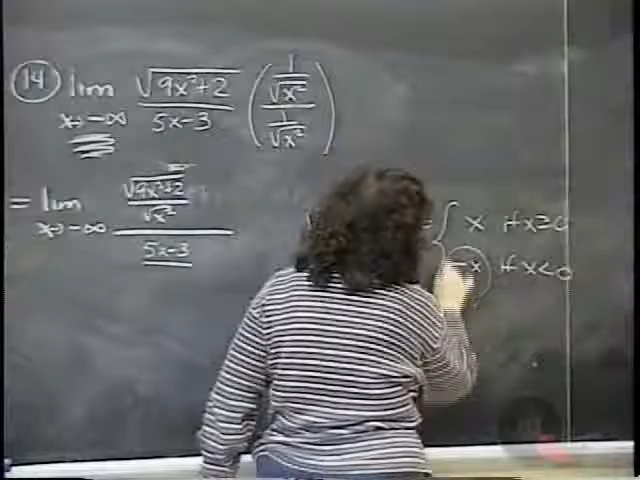 14 lim x→-∞ √9x²+2 / 5x-3 ( 1/√x² / 1/√x² )
= lim x→-∞ √9x²+2 / √x² / 5x-3
= { x if x≥0
-x if x<0